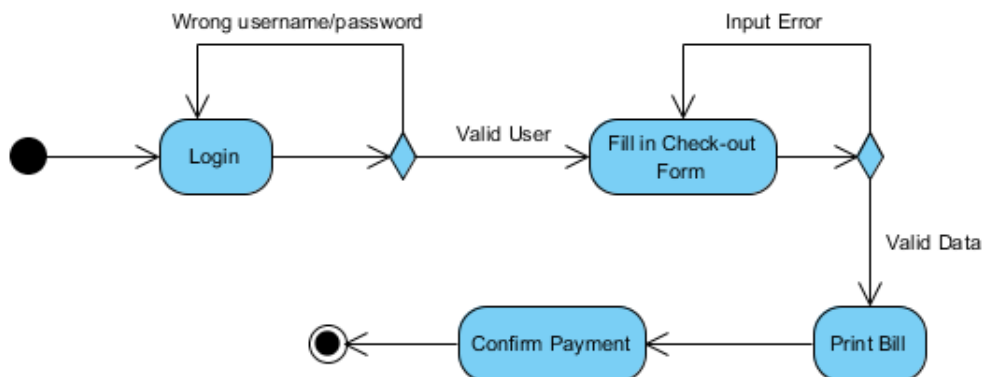 Wrong username/password
Input Error
Login
Valid User
Fill in Check-out
Form
Valid Data
Confirm Payment
Print Bill